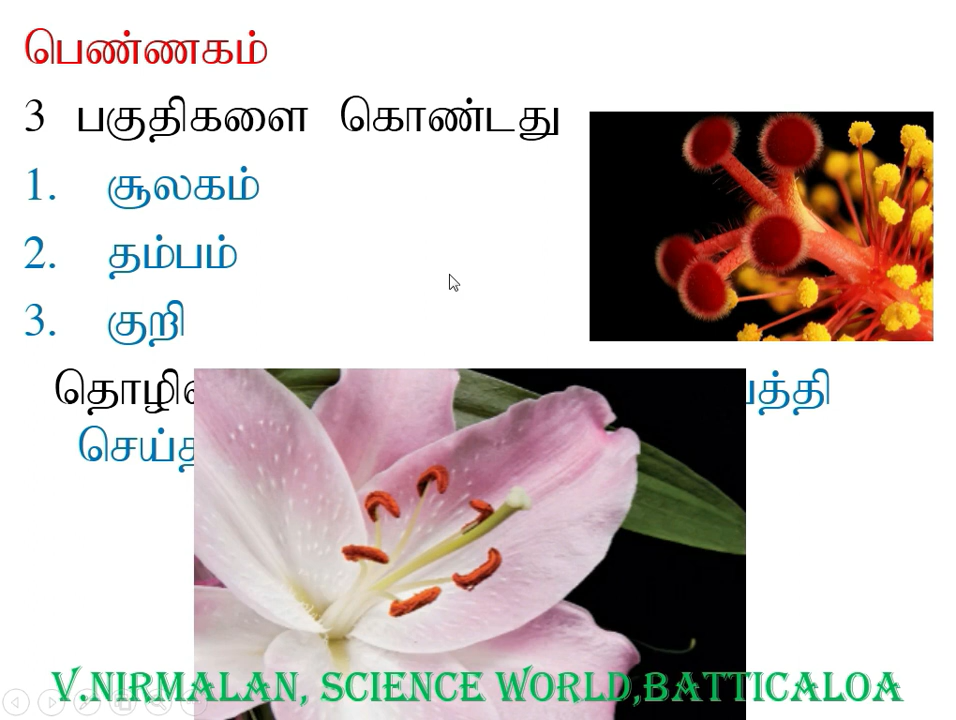 பெண்ணகம்
3 பகுதிகளை கொண்டது
1. சூலகம்
2. தம்பம்
3. குறி
V.NIRMALAN, SCIENCE WORLD,BATTICALOA